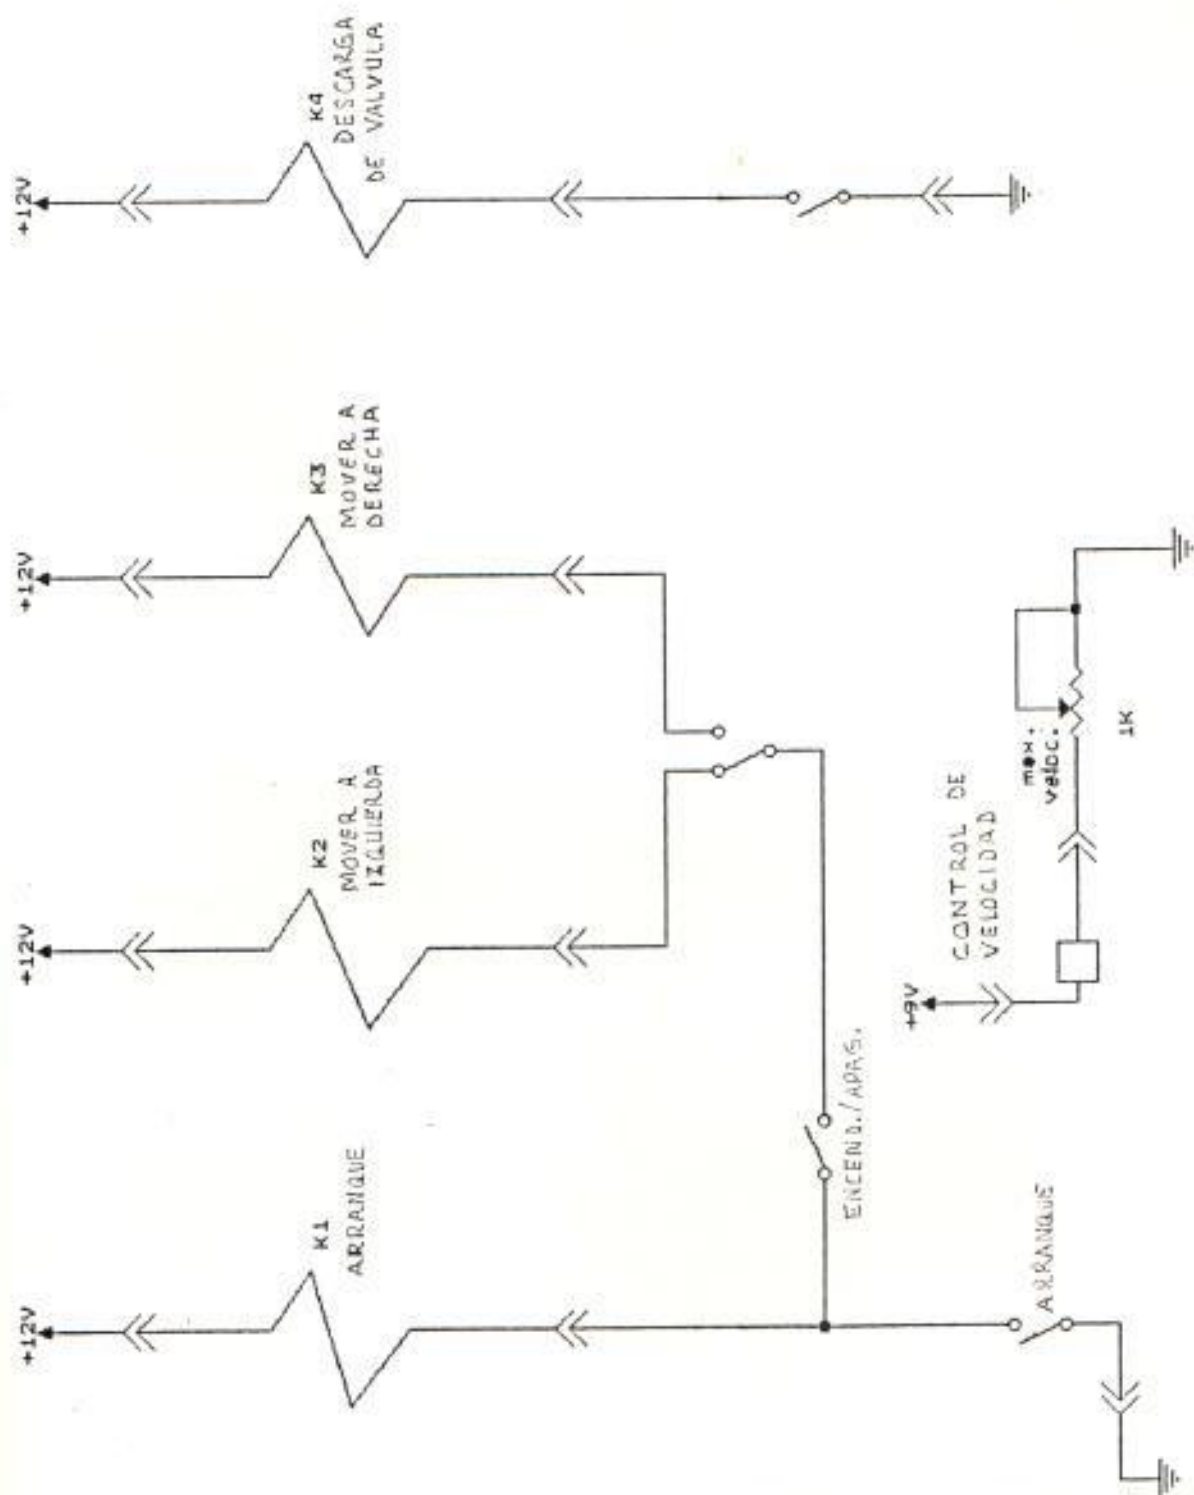 +12V
K1
ARRANQUE
+12V
K2
MOVER A
IZQUIERDA
+12V
K3
MOVER A
DERECHA
+12V
K4
DESCARGA
DE VALVULA
ENCEND./APAG.
ARRANQUE
+9V
CONTROL DE
VELOCIDAD
max.
veloc.
1K